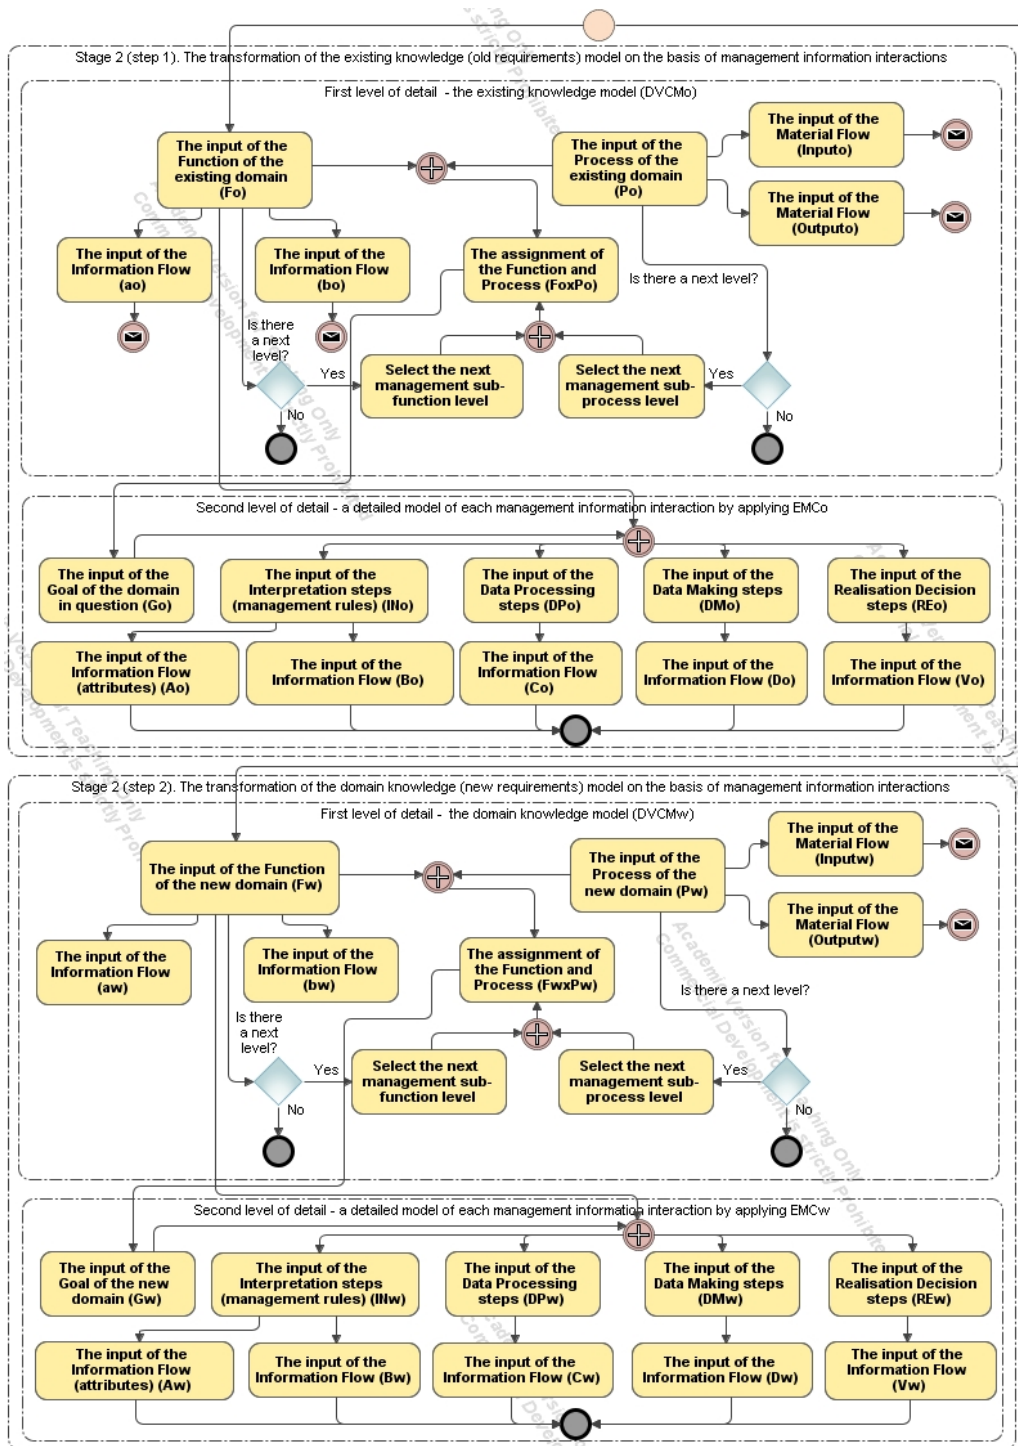 Stage 2 (step 1). The transformation of the existing knowledge (old requirements) model on the basis of management information interactions
First level of detail - the existing knowledge model (DVCMo)
The input of the
Function of the
existing domain
(Fo)
The input of the
Process of the
existing domain
(Po)
The input of the
Material Flow
(Inputo)
The input of the
Material Flow
(Outputo)
The input of the
Information Flow
(ao)
The input of the
Information Flow
(bo)
The assignment of
the Function and
Process (FoxPo)
Is there a next level?
Is there
a next
level?
Yes
Select the next
management sub-
function level
Select the next
management sub-
process level
Yes
No
No
Second level of detail - a detailed model of each management information interaction by applying EMCo
The input of the
Goal of the domain
in question (Go)
The input of the
Interpretation steps
(management rules) (INo)
The input of the
Data Processing
steps (DPo)
The input of the
Data Making steps
(DMo)
The input of the
Realisation Decision
steps (REo)
The input of the
Information Flow
(attributes) (Ao)
The input of the
Information Flow (Bo)
The input of the
Information Flow
(Co)
The input of the
Information Flow (Do)
The input of the
Information Flow (Vo)
Stage 2 (step 2). The transformation of the domain knowledge (new requirements) model on the basis of management information interactions
First level of detail - the domain knowledge model (DVCMw)
The input of the Function
of the new domain (Fw)
The input of the
Process of the
new domain (Pw)
The input of the
Material Flow
(Inputw)
The input of the
Material Flow
(Outputw)
The input of the
Information Flow
(aw)
The input of the
Information Flow
(bw)
The assignment of
the Function and
Process (FwxPw)
Is there a next level?
Is there
a next
level?
Yes
Select the next
management sub-
function level
Select the next
management sub-
process level
Yes
No
No
Second level of detail - a detailed model of each management information interaction by applying EMCw
The input of the
Goal of the new
domain (Gw)
The input of the
Interpretation steps
(management rules) (INw)
The input of the
Data Processing
steps (DPw)
The input of the
Data Making steps
(DMw)
The input of the
Realisation Decision
steps (REw)
The input of the
Information Flow
(attributes) (Aw)
The input of the
Information Flow (Bw)
The input of the
Information Flow (Cw)
The input of the
Information Flow (Dw)
The input of the
Information Flow
(Vw)